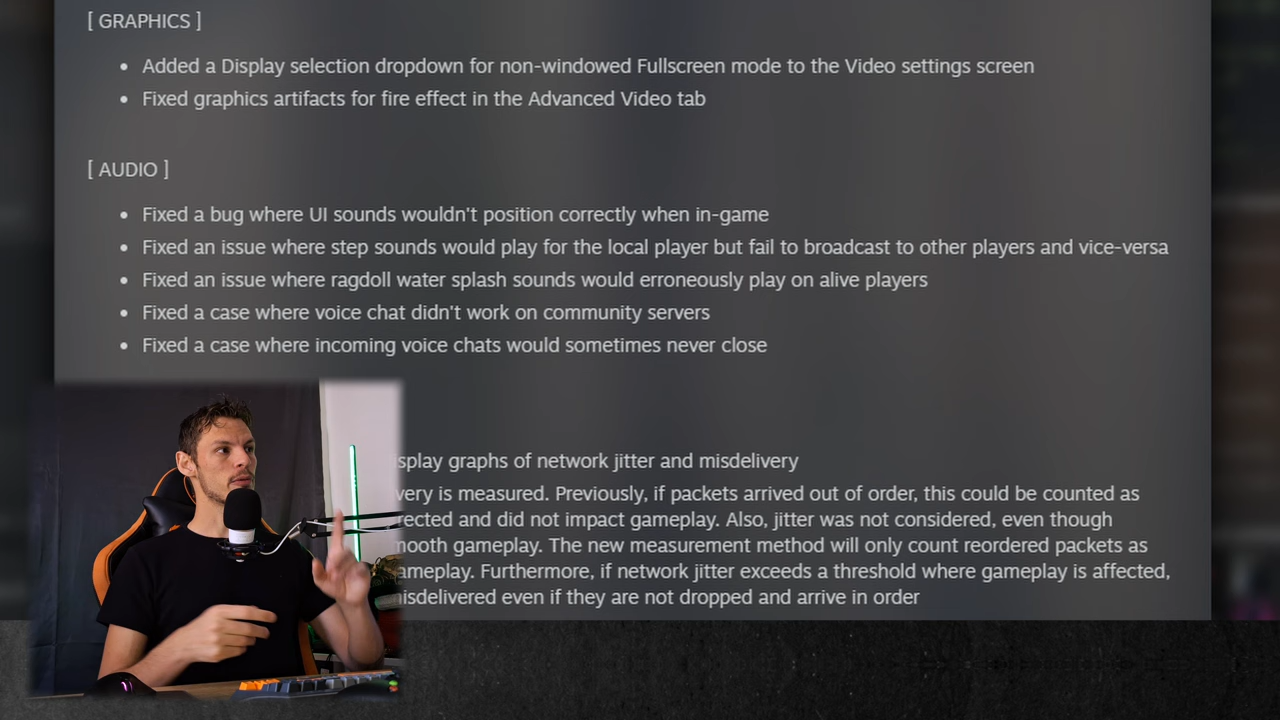 [ GRAPHICS ]
• Added a Display selection dropdown for non-windowed Fullscreen mode to the Video settings screen
• Fixed graphics artifacts for fire effect in the Advanced Video tab
[ AUDIO ]
• Fixed a bug where UI sounds wouldn't position correctly when in-game
• Fixed an issue where step sounds would play for the local player but fail to broadcast to other players and vice-versa
• Fixed an issue where ragdoll water splash sounds would erroneously play on alive players
• Fixed a case where voice chat didn't work on community servers
• Fixed a case where incoming voice chats would sometimes never close
graphs of network jitter and misdelivery
is measured. Previously, if packets arrived out of order, this could be counted as
and did not impact gameplay. Also, jitter was not considered, even though
gameplay. The new measurement method will only count reordered packets as
Furthermore, if network jitter exceeds a threshold where gameplay is affected,
even if they are not dropped and arrive in order